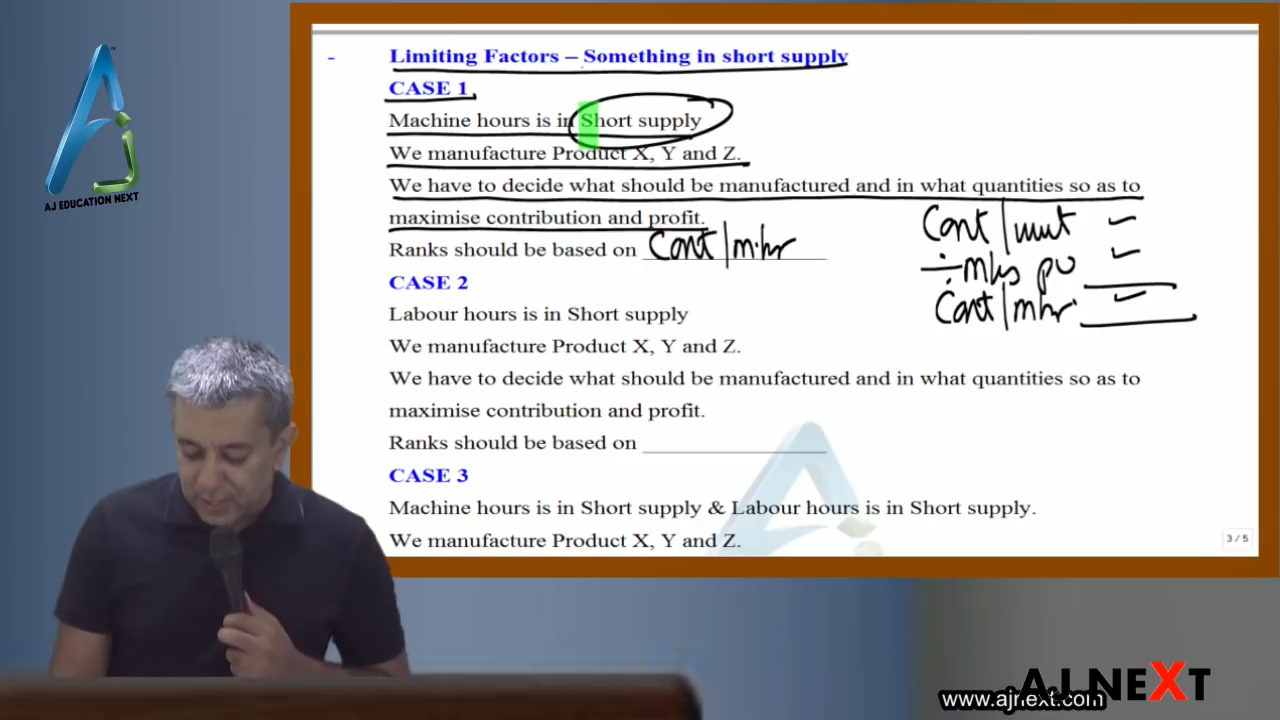 AJ EDUCATION NEXT
- Limiting Factors – Something in short supply
CASE 1
Machine hours is in Short supply
We manufacture Product X, Y and Z.
We have to decide what should be manufactured and in what quantities so as to
maximise contribution and profit.
Ranks should be based on Cont/m.hr
Cont/unit ✓
÷ mhs pu ✓
Cont/mhr ✓
CASE 2
Labour hours is in Short supply
We manufacture Product X, Y and Z.
We have to decide what should be manufactured and in what quantities so as to
maximise contribution and profit.
Ranks should be based on
CASE 3
Machine hours is in Short supply & Labour hours is in Short supply.
We manufacture Product X, Y and Z.
3 / 5
AJ NEXT
www.ajnext.com